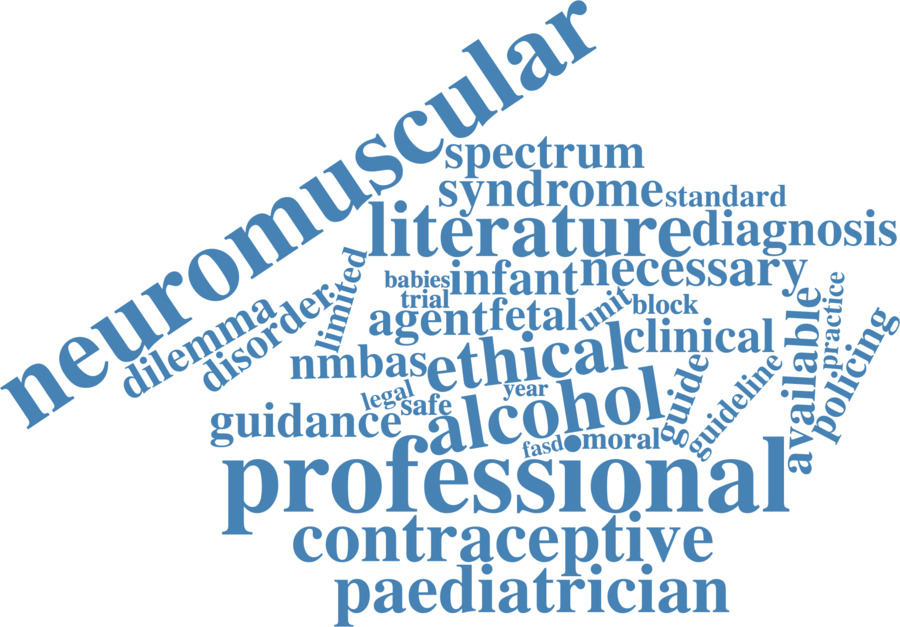 neuromuscular
spectrum
syndrome
standard
literature
diagnosis
limited
babies
infant
necessary
trial
dilemma
disorder
agent
fetal
unit
block
practice
available
policing
nmbas
ethical
clinical
legal
safe
year
guide
guideline
guidance
alcohol
fasd
moral
professional
contraceptive
paediatrician